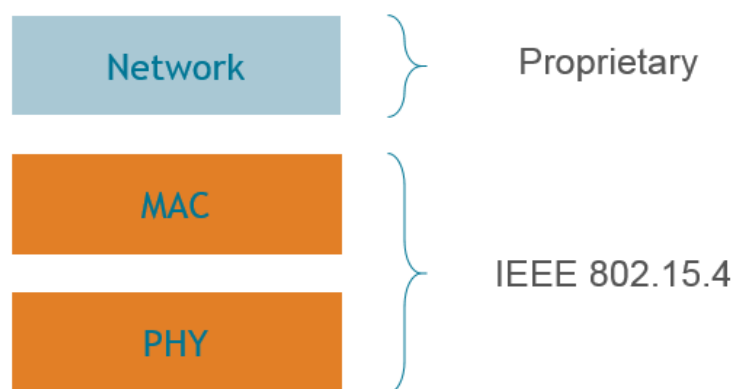 Network
Proprietary
MAC
IEEE 802.15.4
PHY